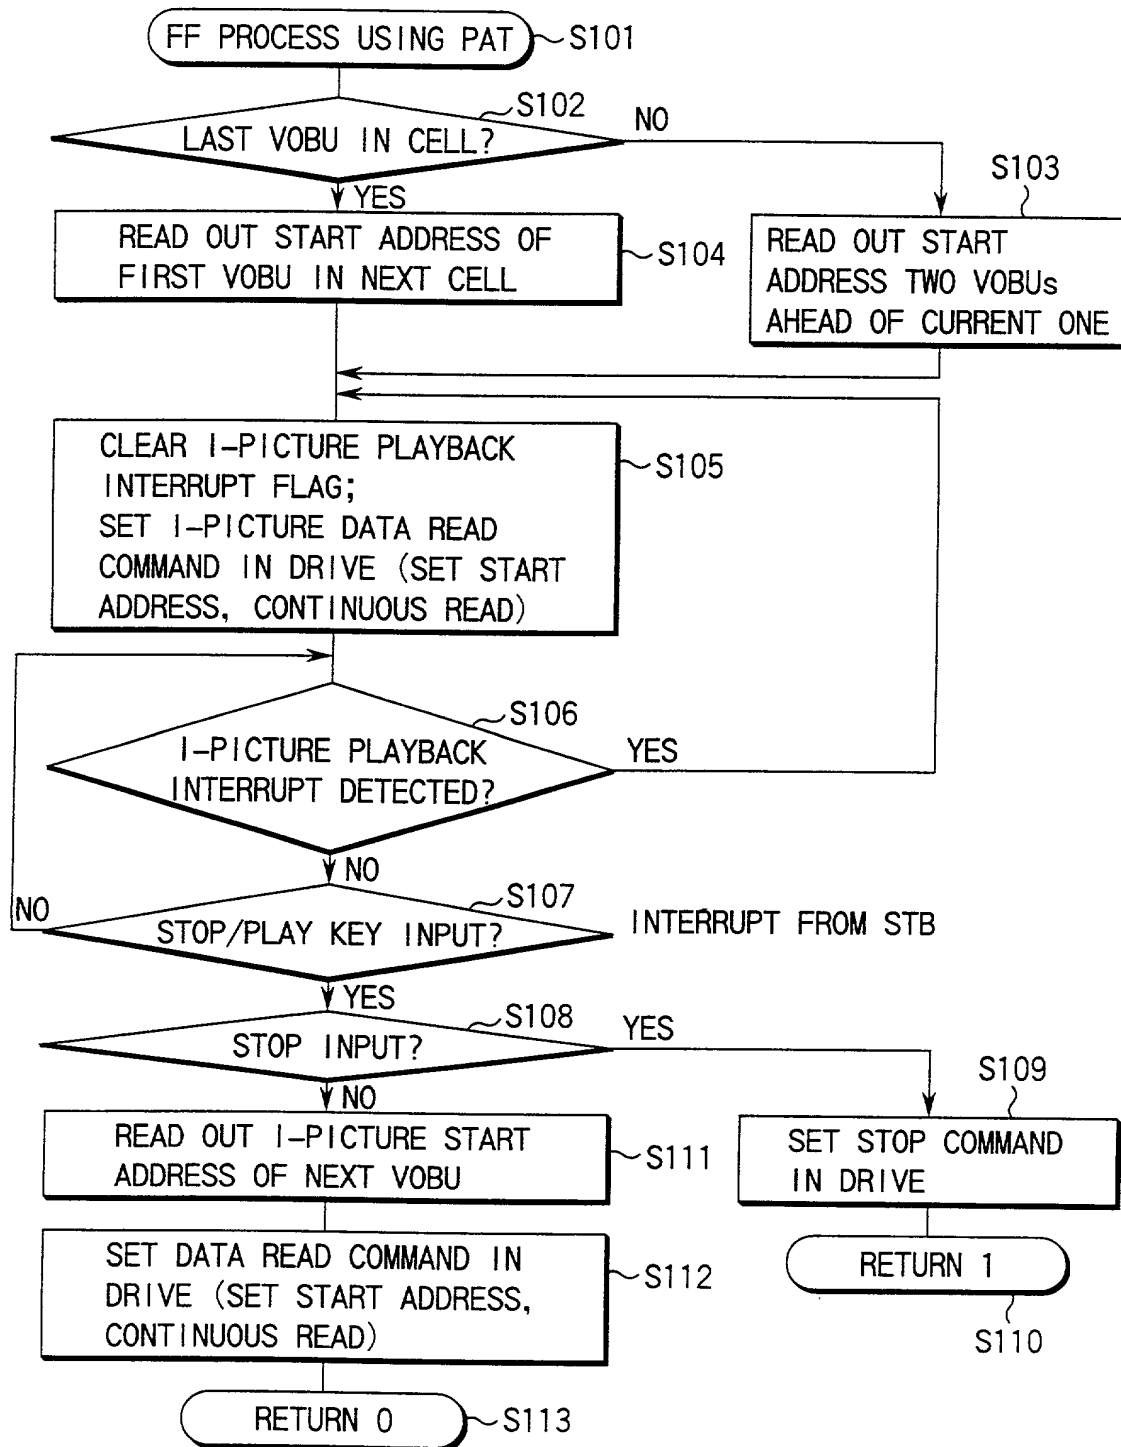 FF PROCESS USING PAT
S101
S102
LAST VOBU IN CELL?
NO
YES
S103
READ OUT START ADDRESS OF
FIRST VOBU IN NEXT CELL
S104
READ OUT START
ADDRESS TWO VOBUs
AHEAD OF CURRENT ONE
CLEAR I-PICTURE PLAYBACK
INTERRUPT FLAG;
SET I-PICTURE DATA READ
COMMAND IN DRIVE (SET START
ADDRESS, CONTINUOUS READ)
S105
S106
I-PICTURE PLAYBACK
INTERRUPT DETECTED?
YES
NO
S107
NO
STOP/PLAY KEY INPUT?
INTERRUPT FROM STB
YES
S108
STOP INPUT?
YES
NO
S109
READ OUT I-PICTURE START
ADDRESS OF NEXT VOBU
S111
SET STOP COMMAND
IN DRIVE
SET DATA READ COMMAND IN
DRIVE (SET START ADDRESS,
CONTINUOUS READ)
S112
RETURN 1
S110
RETURN 0
S113